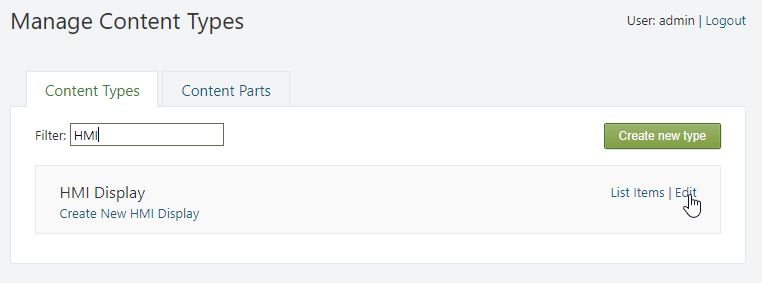 Manage Content Types
User: admin | Logout
Content Types
Content Parts
Filter: HMI
Create new type
HMI Display
List Items | Edit
Create New HMI Display